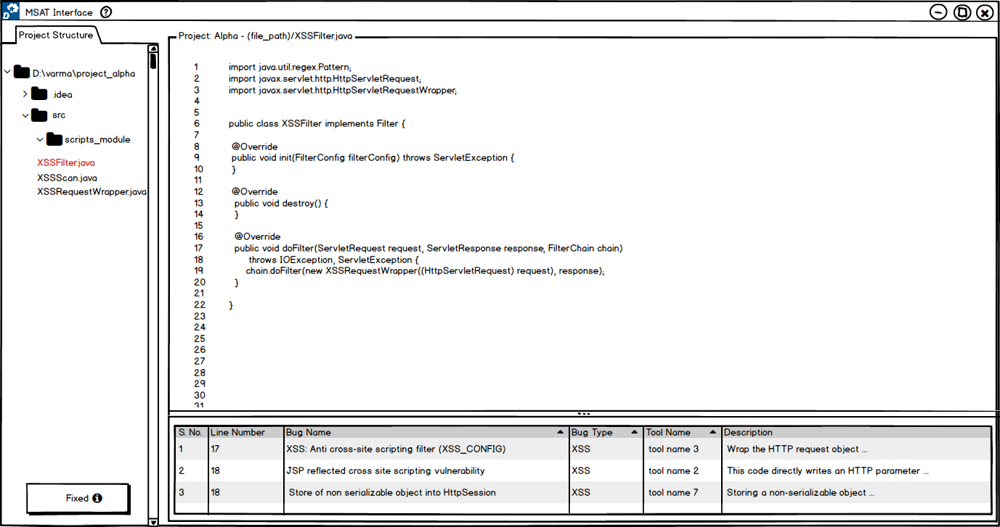 MSAT Interface ?
Project Structure
D:\varma\project_alpha
.idea
src
scripts_module
XSSFilter.java
XSSScan.java
XSSRequestWrapper.java
Fixed i
Project: Alpha - (file_path)/XSSFilter.java
1 import java.util.regex.Pattern;
2 import javax.servlet.http.HttpServletRequest;
3 import javax.servlet.http.HttpServletRequestWrapper;
4
5
6 public class XSSFilter implements Filter {
7
8 @Override
9 public void init(FilterConfig filterConfig) throws ServletException {
10 }
11
12 @Override
13 public void destroy() {
14 }
15
16 @Override
17 public void doFilter(ServletRequest request, ServletResponse response, FilterChain chain)
18 throws IOException, ServletException {
19 chain.doFilter(new XSSRequestWrapper((HttpServletRequest) request), response);
20 }
21
22 }
23
24
25
26
27
28
29
30
31
S. No. Line Number Bug Name Bug Type Tool Name Description
1 17 XSS: Anti cross-site scripting filter (XSS_CONFIG) XSS tool name 3 Wrap the HTTP request object ...
2 18 JSP reflected cross site scripting vulnerability XSS tool name 2 This code directly writes an HTTP parameter ...
3 18 Store of non serializable object into HttpSession XSS tool name 7 Storing a non-serializable object ...